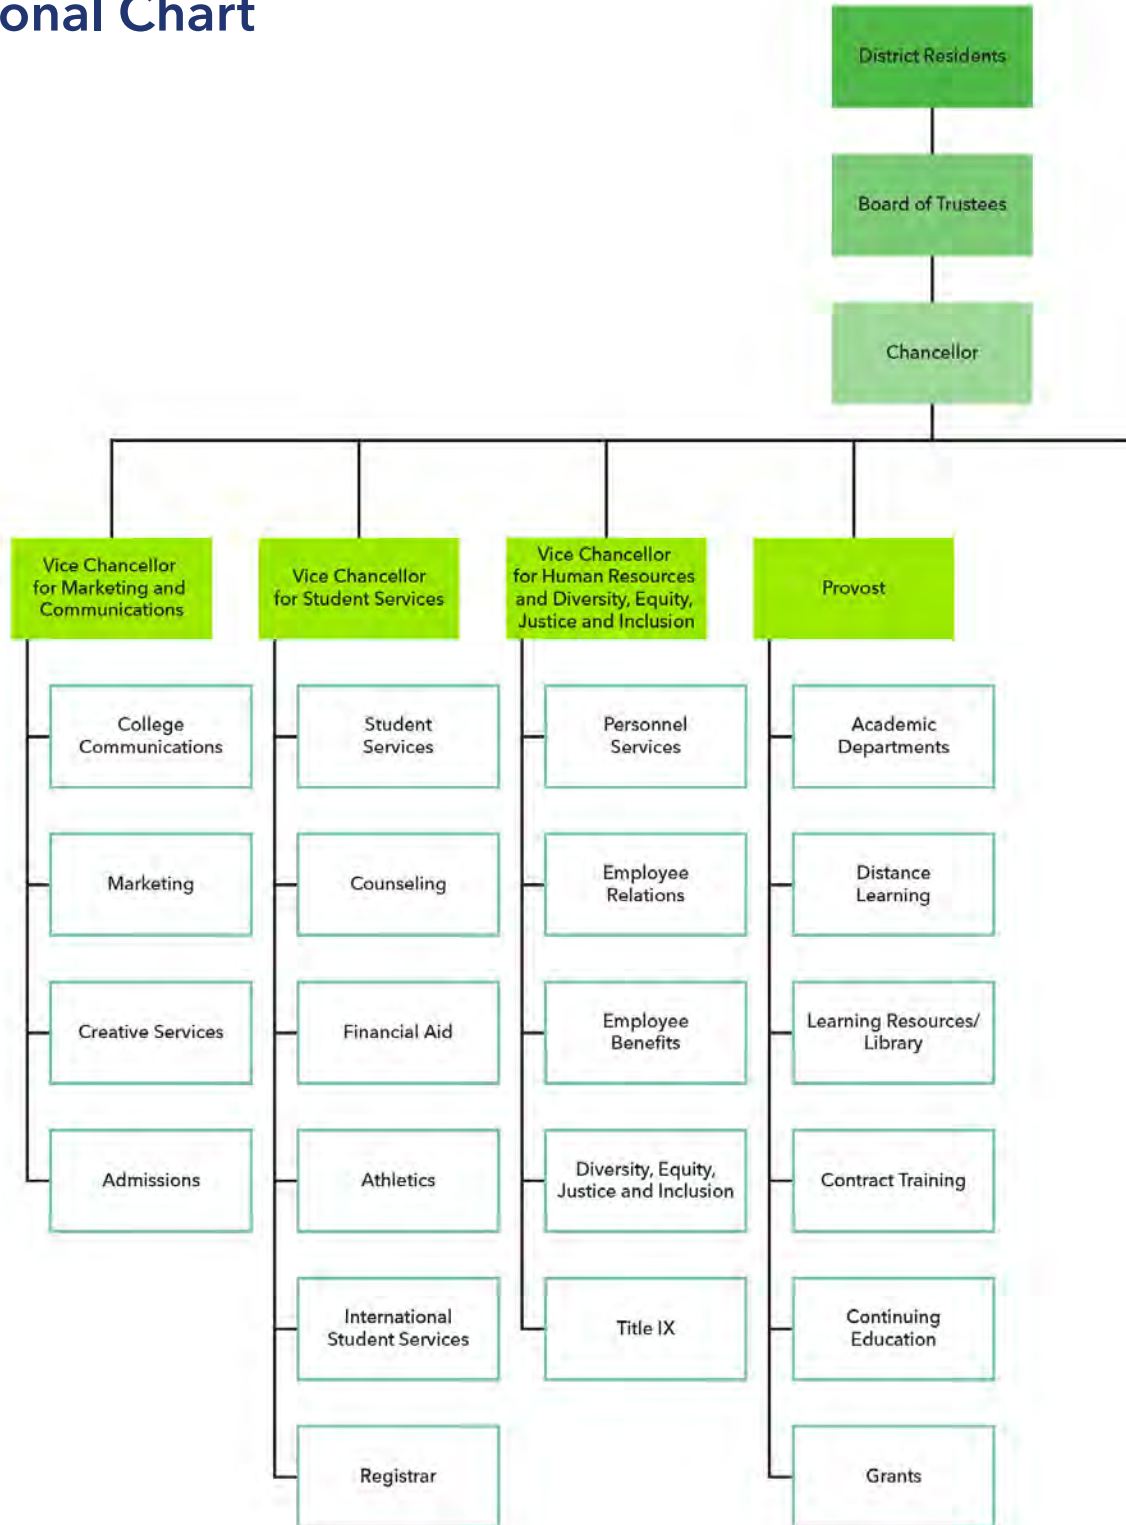 onal Chart
District Residents
Board of Trustees
Chancellor
Vice Chancellor
for Marketing and
Communications
Vice Chancellor
for Student Services
Vice Chancellor
for Human Resources
and Diversity, Equity,
Justice and Inclusion
Provost
College
Communications
Student
Services
Personnel
Services
Academic
Departments
Marketing
Counseling
Employee
Relations
Distance
Learning
Creative Services
Financial Aid
Employee
Benefits
Learning Resources/
Library
Admissions
Athletics
Diversity, Equity,
Justice and Inclusion
Contract Training
International
Student Services
Title IX
Continuing
Education
Registrar
Grants